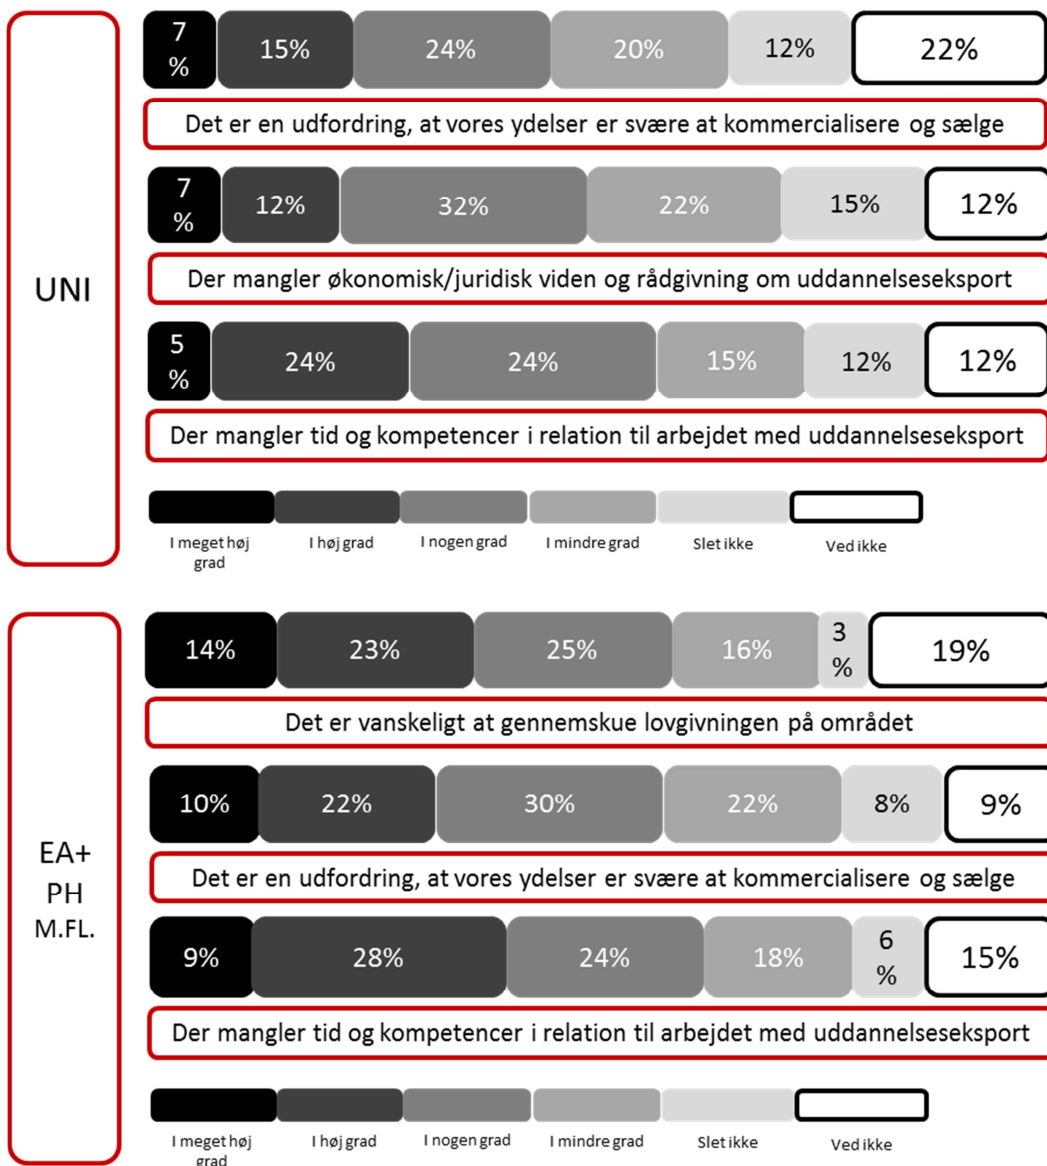 UNI
7
%
15%
24%
20%
12%
22%
Det er en udfordring, at vores ydelser er svære at kommercialisere og sælge
7
%
12%
32%
22%
15%
12%
Der mangler økonomisk/juridisk viden og rådgivning om uddannelseseksport
5
%
24%
24%
15%
12%
12%
Der mangler tid og kompetencer i relation til arbejdet med uddannelseseksport
I meget høj
grad
I høj grad
I nogen grad
I mindre grad
Slet ikke
Ved ikke
EA+
PH
M.FL.
14%
23%
25%
16%
3
%
19%
Det er vanskeligt at gennemskue lovgivningen på området
10%
22%
30%
22%
8%
9%
Det er en udfordring, at vores ydelser er svære at kommercialisere og sælge
9%
28%
24%
18%
6
%
15%
Der mangler tid og kompetencer i relation til arbejdet med uddannelseseksport
I meget høj
grad
I høj grad
I nogen grad
I mindre grad
Slet ikke
Ved ikke